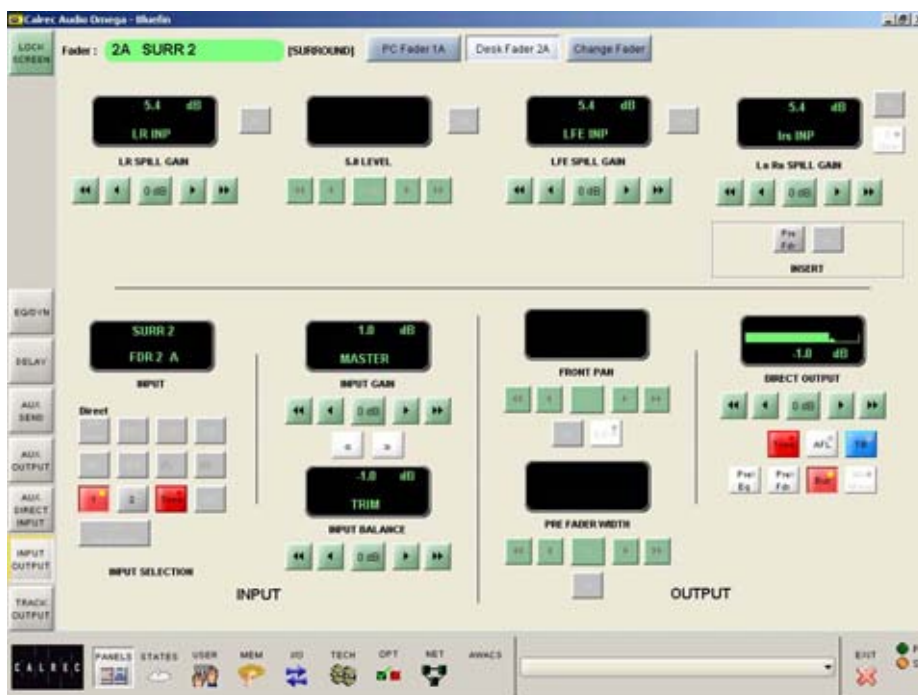 Calrec Audio Omega - Bluefin
LOCK SCREEN
Fader : 2A SURR 2 [SURROUND] PC Fader 1A Desk Fader 2A Change Fader
5.4 dB
LR INP
LR SPILL GAIN
0 dB
5.0 LEVEL
5.4 dB
LFE INP
LFE SPILL GAIN
0 dB
5.4 dB
lrs INP
Ls Rs SPILL GAIN
0 dB
Pre Fdr
INSERT
EQ/DYN
DELAY
AUX SEND
AUX OUTPUT
AUX DIRECT INPUT
INPUT OUTPUT
TRACK OUTPUT
SURR 2
FDR 2 A
INPUT
Direct
1
2
Tone
INPUT SELECTION
1.0 dB
MASTER
INPUT GAIN
0 dB
« »
-1.0 dB
TRIM
INPUT BALANCE
0 dB
INPUT
FRONT PAN
PRE FADER WIDTH
-1.0 dB
DIRECT OUTPUT
0 dB
Tone AFL TB
Pre Eq
Pre Fdr
OUTPUT
CALREC
PANELS STATES USER MEM I/O TECH OPT NET AWACS
EXIT